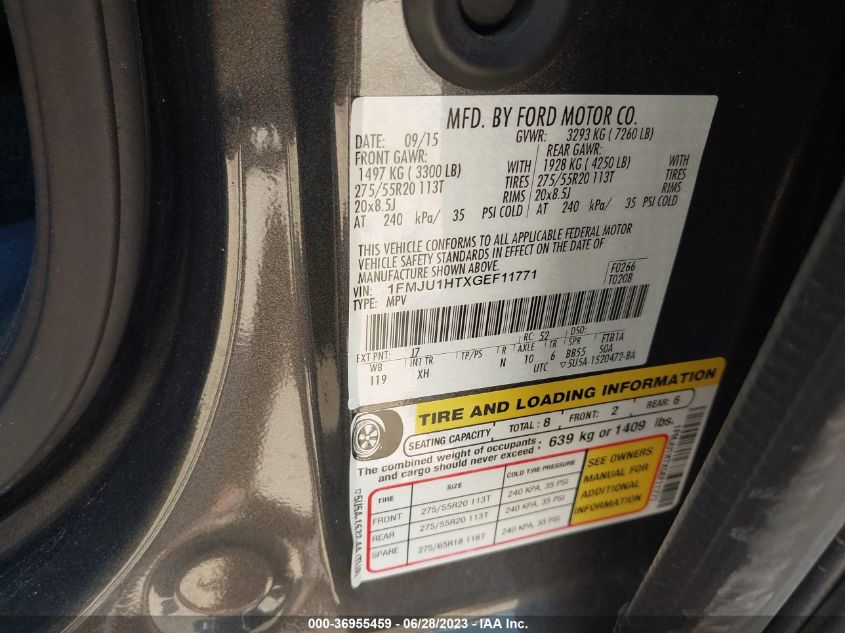 MFD. BY FORD MOTOR CO.
DATE: 09/15 GVWR: 3293 KG ( 7260 LB)
FRONT GAWR: REAR GAWR:
1497 KG ( 3300 LB) WITH 1928 KG ( 4250 LB) WITH
275/55R20 113T TIRES 275/55R20 113T TIRES
20x8.5J RIMS 20x8.5J RIMS
AT 240 kPa/ 35 PSI COLD AT 240 kPa/ 35 PSI COLD
THIS VEHICLE CONFORMS TO ALL APPLICABLE FEDERAL MOTOR
VEHICLE SAFETY STANDARDS IN EFFECT ON THE DATE OF
MANUFACTURE SHOWN ABOVE.
VIN: 1FMJU1HTXGEF11771 F0266
TYPE: MPV T0208
RC: 52 DSO:
EXT PNT: J7 FTB1A
WB INT TR TP/PS R AXLE TR SPR
119 XH N 10 6 BB55 50A
UTC ▽5U5A-1520472-BA
TIRE AND LOADING INFORMATION
SEATING CAPACITY TOTAL: 8 FRONT: 2 REAR: 6
The combined weight of occupants
and cargo should never exceed: 639 kg or 1409 lbs.
TIRE SIZE COLD TIRE PRESSURE
FRONT 275/55R20 113T 240 KPA, 35 PSI
REAR 275/55R20 113T 240 KPA, 35 PSI
SPARE 275/65R18 116T 240 KPA, 35 PSI
SEE OWNERS
MANUAL FOR
ADDITIONAL
INFORMATION
000-36955459 - 06/28/2023 - IAAI.COM